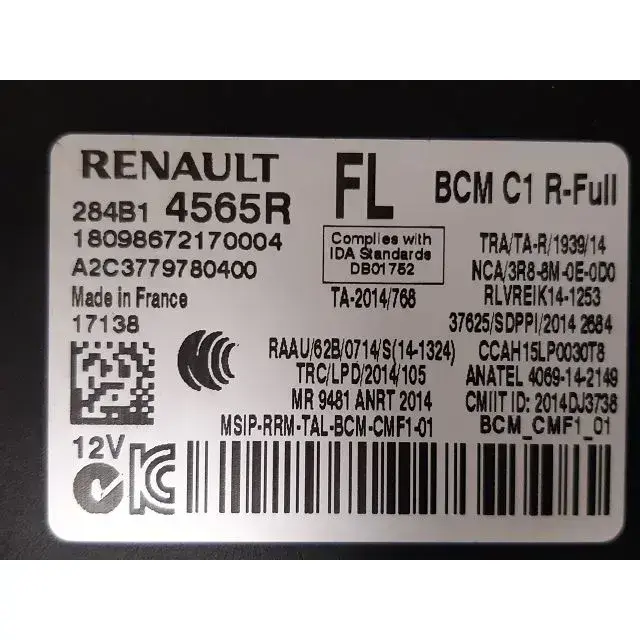 RENAULT
284B1 4565R
18098672170004
A2C3779780400
Made in France
17138
FL
BCM C1 R-Full
Complies with
IDA Standards
DB01752
TA-2014/768
TRA/TA-R/1939/14
NCA/3R8-8M-0E-0D0
RLVREIK14-1253
37625/SDPPI/2014 2684
RAAU/62B/0714/S(14-1324)
CCAH15LP0030T8
TRC/LPD/2014/105
ANATEL 4069-14-2149
MR 9481 ANRT 2014
CMIIT ID: 2014DJ3736
MSIP-RRM-TAL-BCM-CMF1-01
BCM_CMF1_01
12V